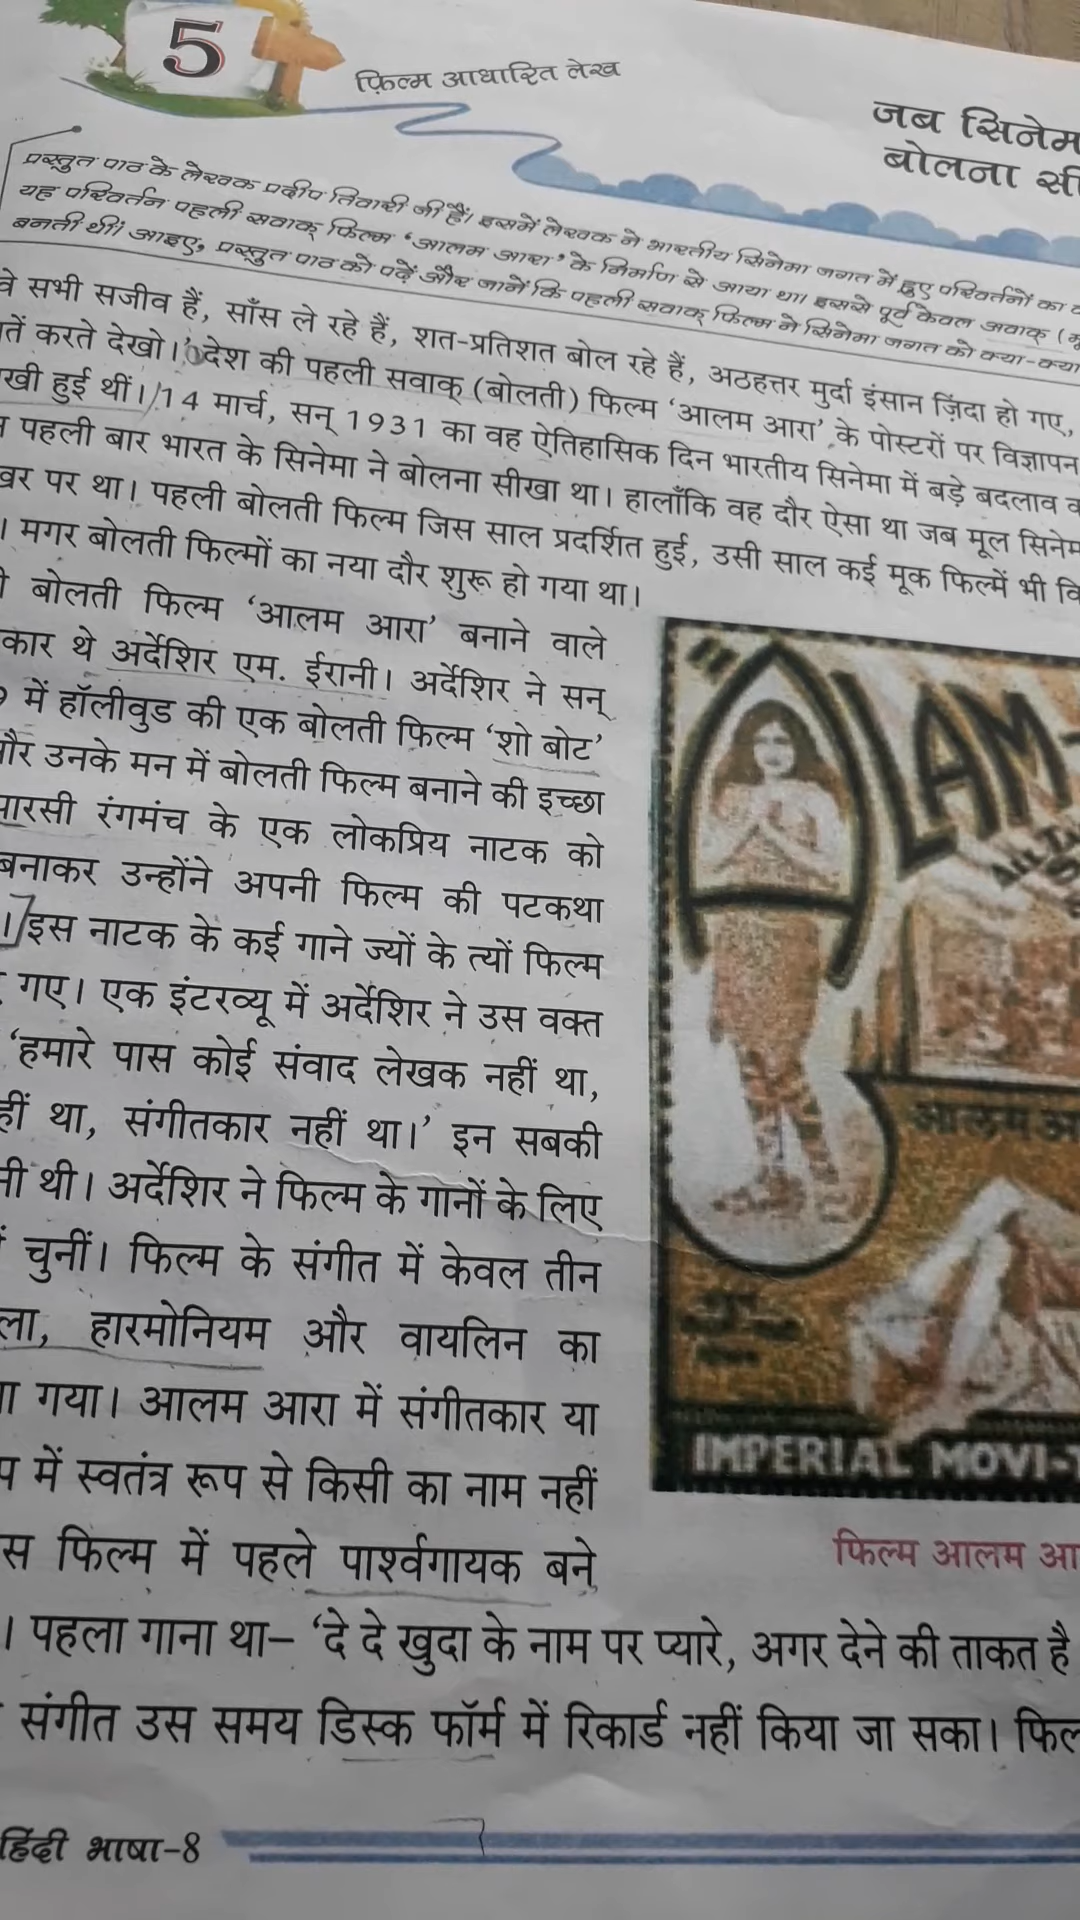 5
फ़िल्म आधारित लेख
जब सिनेम
बोलना सी
प्रस्तुत पाठ के लेखक प्रदीप तिवारी जी हैं। इसमें लेखक ने भारतीय सिनेमा जगत में हुए परिवर्तनों का व
यह परिवर्तन पहली सवाक् फिल्म ‘आलम आरा’ के निर्माण से आया था। इससे पूर्व केवल अवाक् (मू
बनती थीं। आइए, प्रस्तुत पाठ को पढ़ें और जानें कि पहली सवाक् फिल्म ने सिनेमा जगत को क्या-क्या
वे सभी सजीव हैं, साँस ले रहे हैं, शत-प्रतिशत बोल रहे हैं, अठहत्तर मुर्दा इंसान ज़िंदा हो गए,
तें करते देखो।’ देश की पहली सवाक् (बोलती) फिल्म ‘आलम आरा’ के पोस्टरों पर विज्ञापन
खी हुई थीं। 14 मार्च, सन् 1931 का वह ऐतिहासिक दिन भारतीय सिनेमा में बड़े बदलाव व
पहली बार भारत के सिनेमा ने बोलना सीखा था। हालाँकि वह दौर ऐसा था जब मूल सिनेम
खर पर था। पहली बोलती फिल्म जिस साल प्रदर्शित हुई, उसी साल कई मूक फिल्में भी वि
। मगर बोलती फिल्मों का नया दौर शुरू हो गया था।
बोलती फिल्म ‘आलम आरा’ बनाने वाले
कार थे अर्देशिर एम. ईरानी। अर्देशिर ने सन्
में हॉलीवुड की एक बोलती फिल्म ‘शो बोट’
और उनके मन में बोलती फिल्म बनाने की इच्छा
ारसी रंगमंच के एक लोकप्रिय नाटक को
बनाकर उन्होंने अपनी फिल्म की पटकथा
। इस नाटक के कई गाने ज्यों के त्यों फिल्म
गए। एक इंटरव्यू में अर्देशिर ने उस वक्त
‘हमारे पास कोई संवाद लेखक नहीं था,
हीं था, संगीतकार नहीं था।’ इन सबकी
नी थी। अर्देशिर ने फिल्म के गानों के लिए
चुनीं। फिल्म के संगीत में केवल तीन
ला, हारमोनियम और वायलिन का
ा गया। आलम आरा में संगीतकार या
प में स्वतंत्र रूप से किसी का नाम नहीं
स फिल्म में पहले पार्श्वगायक बने
। पहला गाना था– ‘दे दे खुदा के नाम पर प्यारे, अगर देने की ताकत है
संगीत उस समय डिस्क फॉर्म में रिकार्ड नहीं किया जा सका। फिल
ALAM-
आलम आ
IMPERIAL MOVI-T
फिल्म आलम आ
हिंदी भाषा-8